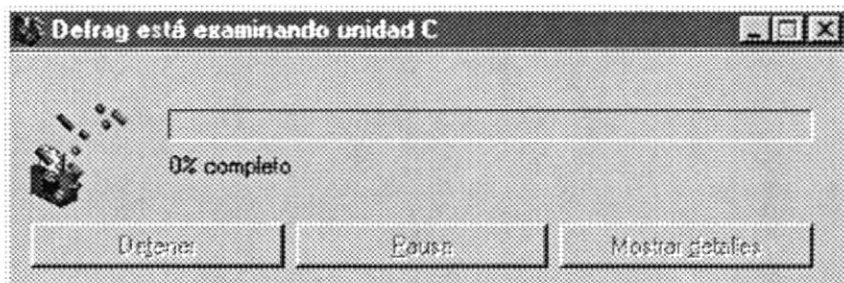 Defrag está examinando unidad C
0% completo
Detener Pausa Mostrar detalles